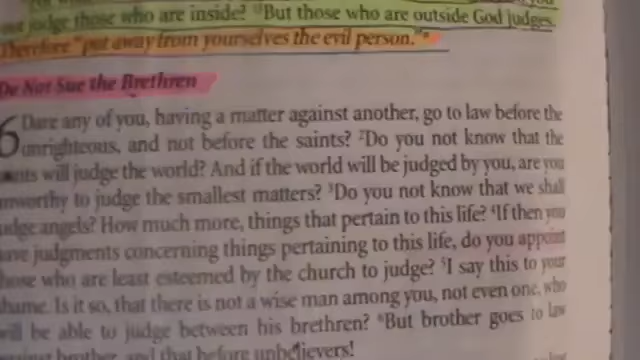 not judge those who are inside? ¹³But those who are outside God judges.
Therefore "put away from yourselves the evil person."
Do Not Sue the Brethren
6 Dare any of you, having a matter against another, go to law before the
unrighteous, and not before the saints? ²Do you not know that the
saints will judge the world? And if the world will be judged by you, are you
unworthy to judge the smallest matters? ³Do you not know that we shall
judge angels? How much more, things that pertain to this life? ⁴If then you
have judgments concerning things pertaining to this life, do you appoint
those who are least esteemed by the church to judge? ⁵I say this to your
shame. Is it so, that there is not a wise man among you, not even one, who
will be able to judge between his brethren? ⁶But brother goes to law
against brother, and that before unbelievers!